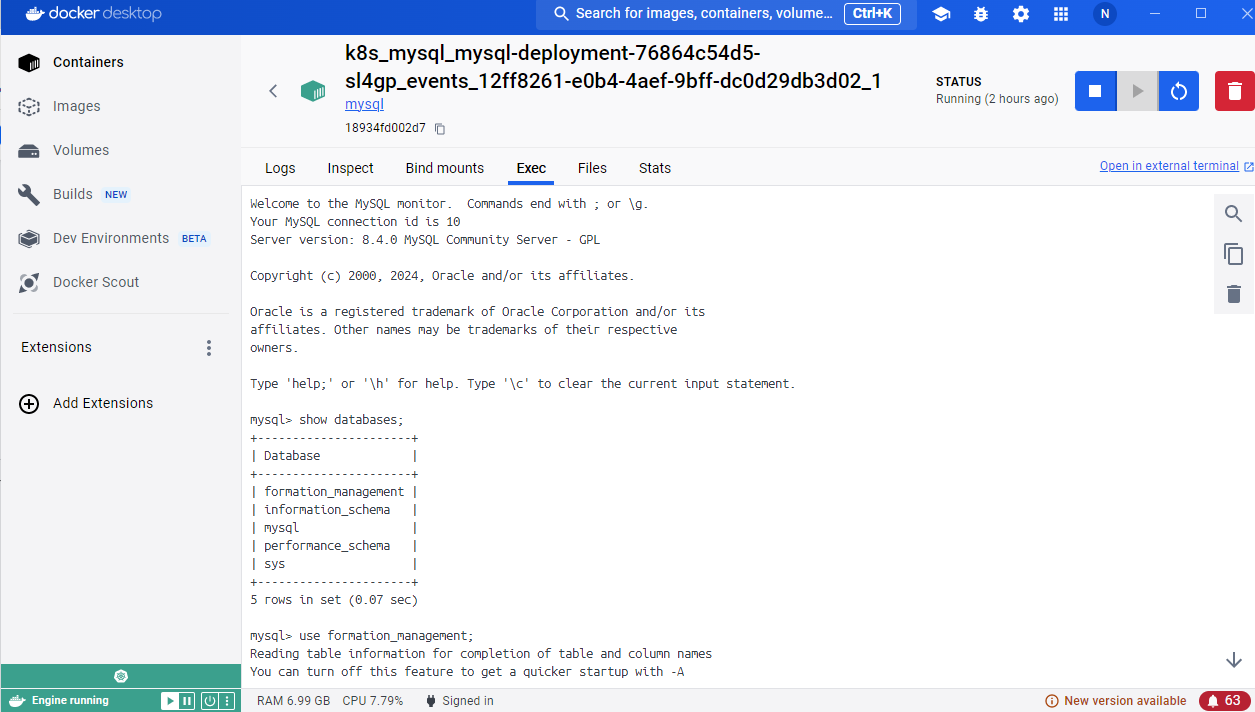 docker desktop
Search for images, containers, volume... Ctrl+K
N
Containers
Images
Volumes
Builds NEW
Dev Environments BETA
Docker Scout
Extensions
Add Extensions
k8s_mysql_mysql-deployment-76864c54d5-
sl4gp_events_12ff8261-e0b4-4aef-9bff-dc0d29db3d02_1
mysql
18934fd002d7
STATUS
Running (2 hours ago)
Logs Inspect Bind mounts Exec Files Stats
Open in external terminal
Welcome to the MySQL monitor.  Commands end with ; or \g.
Your MySQL connection id is 10
Server version: 8.4.0 MySQL Community Server - GPL
Copyright (c) 2000, 2024, Oracle and/or its affiliates.
Oracle is a registered trademark of Oracle Corporation and/or its
affiliates. Other names may be trademarks of their respective
owners.
Type 'help;' or '\h' for help. Type '\c' to clear the current input statement.
mysql> show databases;
+----------------------+
| Database             |
+----------------------+
| formation_management |
| information_schema   |
| mysql                |
| performance_schema   |
| sys                  |
+----------------------+
5 rows in set (0.07 sec)
mysql> use formation_management;
Reading table information for completion of table and column names
You can turn off this feature to get a quicker startup with -A
Engine running
RAM 6.99 GB CPU 7.79% Signed in
New version available
63